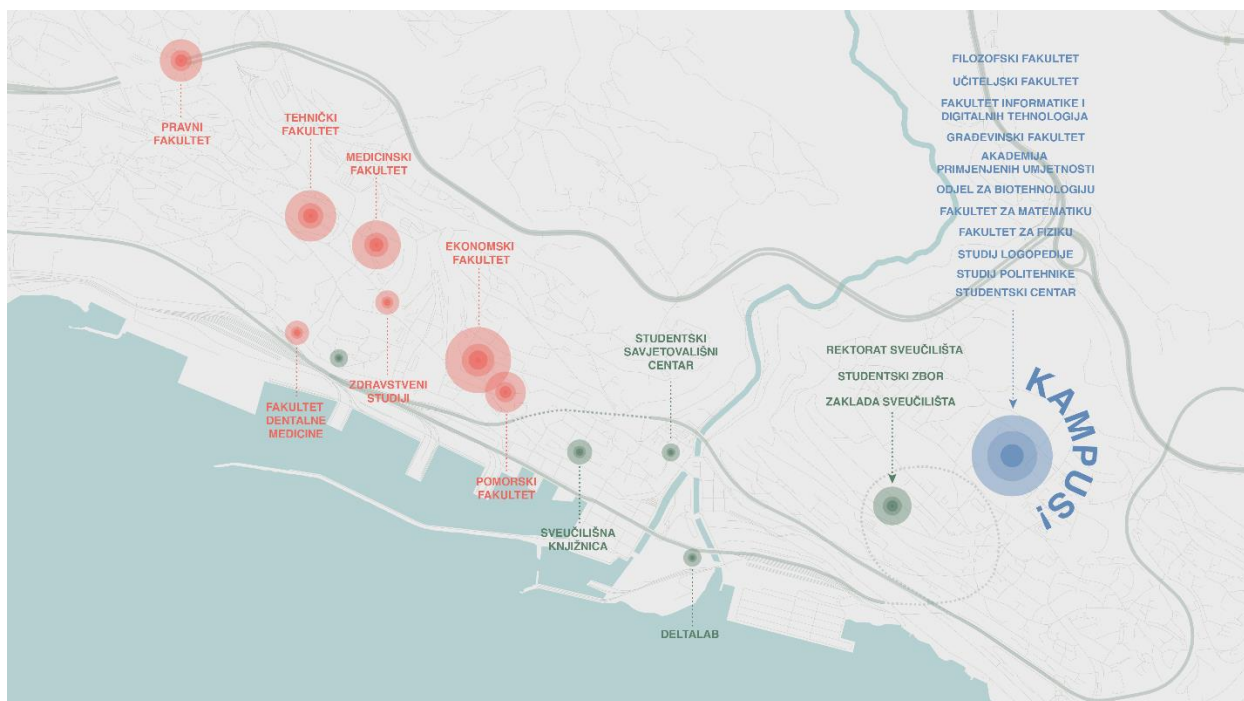 PRAVNI
FAKULTET
TEHNIČKI
FAKULTET
MEDICINSKI
FAKULTET
EKONOMSKI
FAKULTET
ZDRAVSTVENI
STUDIJI
FAKULTET
DENTALNE
MEDICINE
POMORSKI
FAKULTET
STUDENTSKI
SAVJETOVALIŠNI
CENTAR
SVEUČILIŠNA
KNJIŽNICA
DELTALAB
REKTORAT SVEUČILIŠTA
STUDENTSKI ZBOR
ZAKLADA SVEUČILIŠTA
FILOZOFSKI FAKULTET
UČITELJSKI FAKULTET
FAKULTET INFORMATIKE I
DIGITALNIH TEHNOLOGIJA
GRAĐEVINSKI FAKULTET
AKADEMIJA
PRIMJENJENIH UMJETNOSTI
ODJEL ZA BIOTEHNOLOGIJU
FAKULTET ZA MATEMATIKU
FAKULTET ZA FIZIKU
STUDIJ LOGOPEDIJE
STUDIJ POLITEHNIKE
STUDENTSKI CENTAR
KAMPUS!